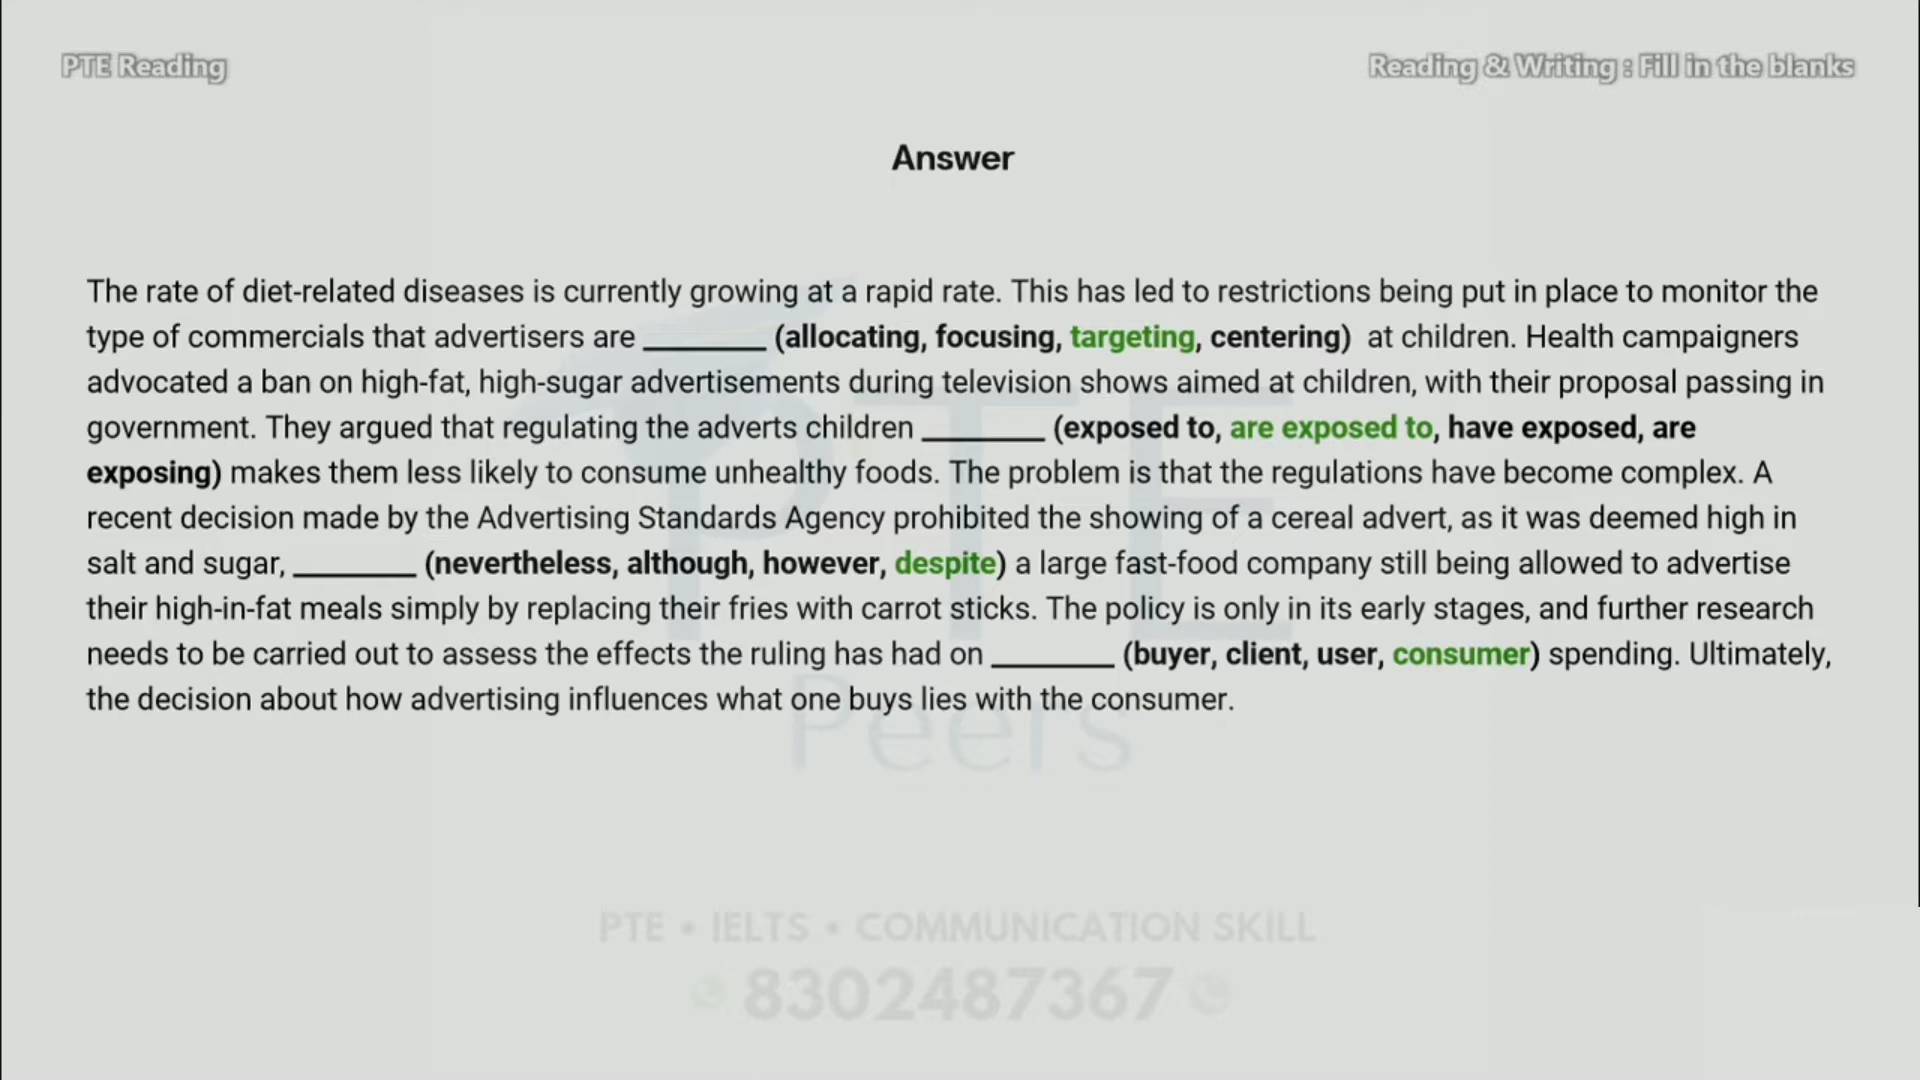 PTE Reading
Reading & Writing : Fill in the blanks
Answer
The rate of diet-related diseases is currently growing at a rapid rate. This has led to restrictions being put in place to monitor the
type of commercials that advertisers are ________ (allocating, focusing, targeting, centering) at children. Health campaigners
advocated a ban on high-fat, high-sugar advertisements during television shows aimed at children, with their proposal passing in
government. They argued that regulating the adverts children ________ (exposed to, are exposed to, have exposed, are
exposing) makes them less likely to consume unhealthy foods. The problem is that the regulations have become complex. A
recent decision made by the Advertising Standards Agency prohibited the showing of a cereal advert, as it was deemed high in
salt and sugar, ________ (nevertheless, although, however, despite) a large fast-food company still being allowed to advertise
their high-in-fat meals simply by replacing their fries with carrot sticks. The policy is only in its early stages, and further research
needs to be carried out to assess the effects the ruling has had on ________ (buyer, client, user, consumer) spending. Ultimately,
the decision about how advertising influences what one buys lies with the consumer.
PTE
Peers
PTE • IELTS • COMMUNICATION SKILL
8302487367